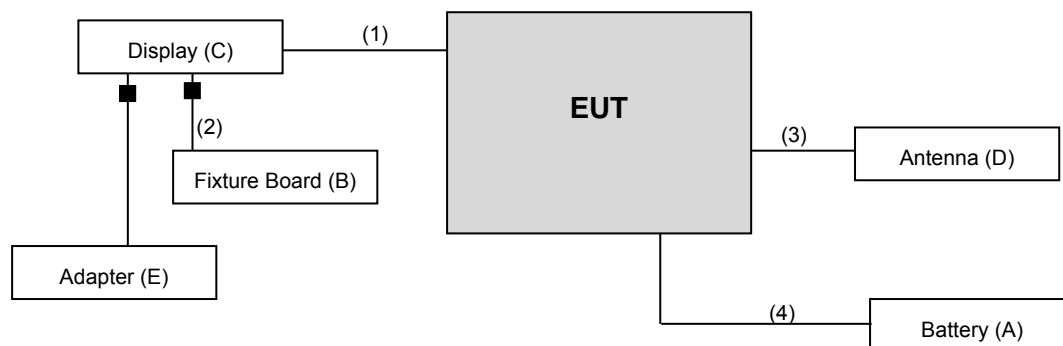 Display (C)
(1)
EUT
(2)
(3)
Antenna (D)
Fixture Board (B)
Adapter (E)
(4)
Battery (A)